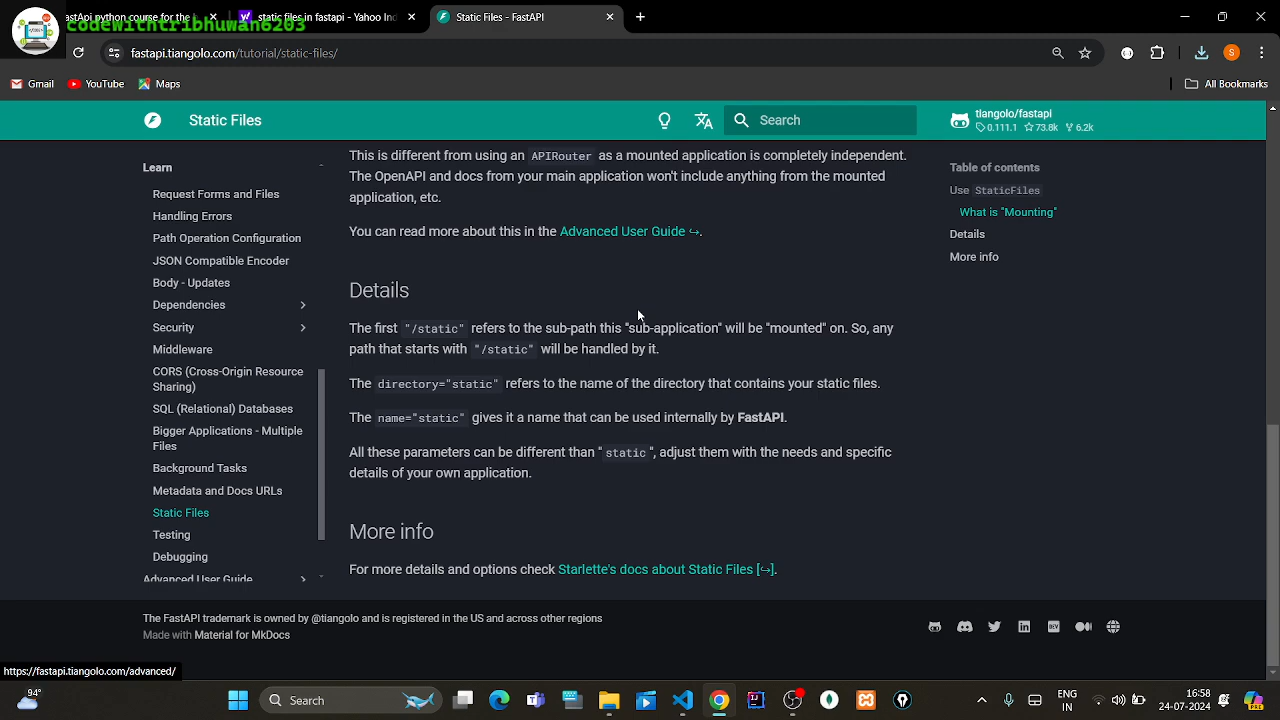 astApi python course for the
static files in fastapi - Yahoo Ind
Static Files - FastAPI
codewithtribhuwan6203
fastapi.tiangolo.com/tutorial/static-files/
Gmail
YouTube
Maps
All Bookmarks
Static Files
Search
tiangolo/fastapi
0.111.1 73.8k 6.2k
Learn
Request Forms and Files
Handling Errors
Path Operation Configuration
JSON Compatible Encoder
Body - Updates
Dependencies
Security
Middleware
CORS (Cross-Origin Resource
Sharing)
SQL (Relational) Databases
Bigger Applications - Multiple
Files
Background Tasks
Metadata and Docs URLs
Static Files
Testing
Debugging
Advanced User Guide
This is different from using an APIRouter as a mounted application is completely independent.
The OpenAPI and docs from your main application won't include anything from the mounted
application, etc.
You can read more about this in the Advanced User Guide ↪.
Details
The first "/static" refers to the sub-path this "sub-application" will be "mounted" on. So, any
path that starts with "/static" will be handled by it.
The directory="static" refers to the name of the directory that contains your static files.
The name="static" gives it a name that can be used internally by FastAPI.
All these parameters can be different than "static", adjust them with the needs and specific
details of your own application.
More info
For more details and options check Starlette's docs about Static Files [↪].
Table of contents
Use StaticFiles
What is "Mounting"
Details
More info
The FastAPI trademark is owned by @tiangolo and is registered in the US and across other regions
Made with Material for MkDocs
https://fastapi.tiangolo.com/advanced/
94°
Search
ENG
IN
16:58
24-07-2024